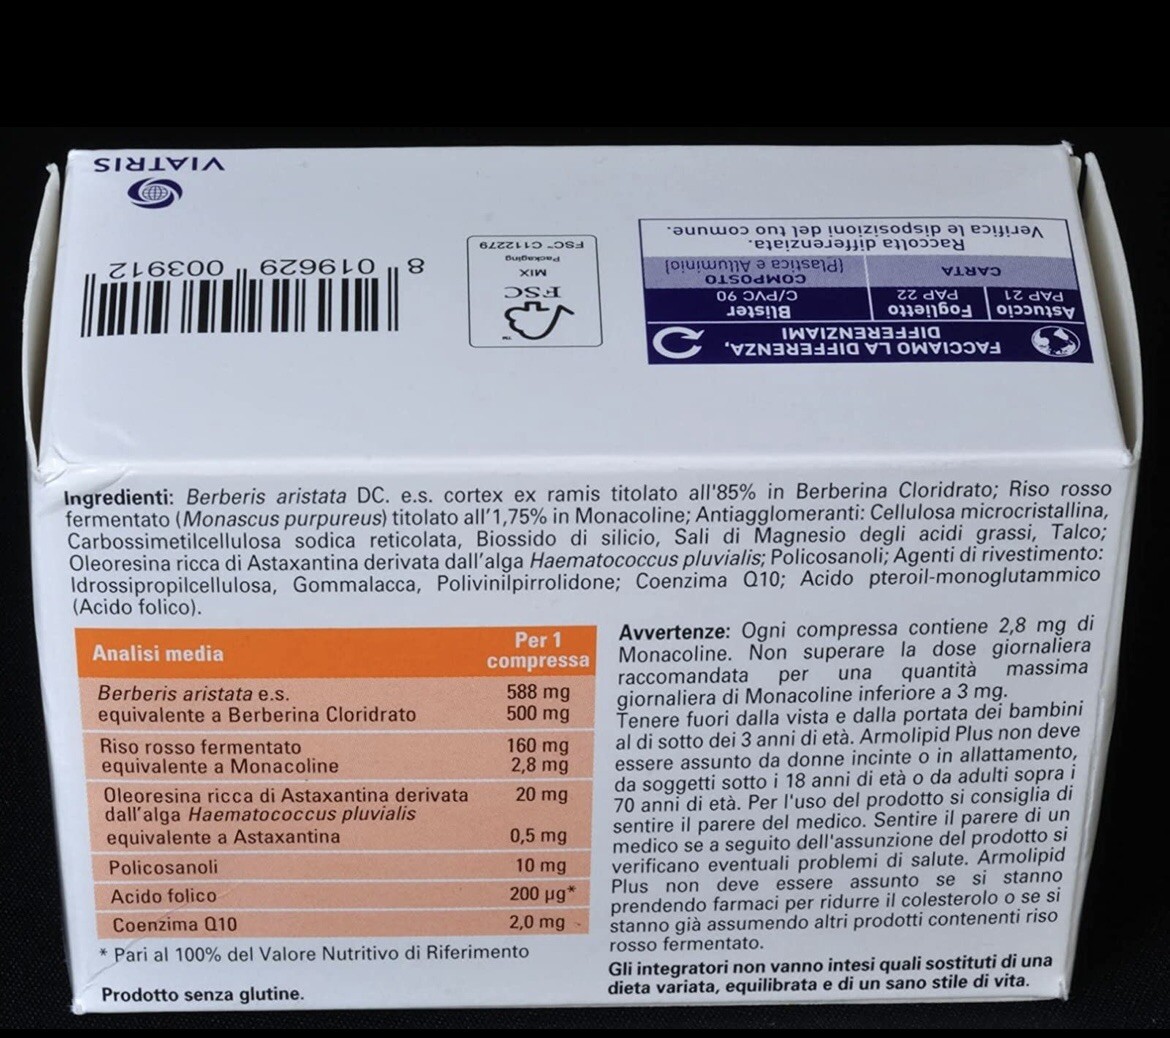 VIATRIS
8 019629 003912
FSC™ C112279
Packaging
MIX
FSC
™
FACCIAMO LA DIFFERENZA,
DIFFERENZIAMI
Astuccio Foglietto Blister
PAP 21 PAP 22 C/PVC 90
CARTA COMPOSTO
(Plastica e Alluminio)
Raccolta differenziata.
Verifica le disposizioni del tuo comune.
Ingredienti: Berberis aristata DC. e.s. cortex ex ramis titolato all'85% in Berberina Cloridrato; Riso rosso
fermentato (Monascus purpureus) titolato all'1,75% in Monacoline; Antiagglomeranti: Cellulosa microcristallina,
Carbossimetilcellulosa sodica reticolata, Biossido di silicio, Sali di Magnesio degli acidi grassi, Talco;
Oleoresina ricca di Astaxantina derivata dall'alga Haematococcus pluvialis; Policosanoli; Agenti di rivestimento:
Idrossipropilcellulosa, Gommalacca, Polivinilpirrolidone; Coenzima Q10; Acido pteroil-monoglutammico
(Acido folico).
Analisi media Per 1
compressa
Berberis aristata e.s. 588 mg
equivalente a Berberina Cloridrato 500 mg
Riso rosso fermentato 160 mg
equivalente a Monacoline 2,8 mg
Oleoresina ricca di Astaxantina derivata 20 mg
dall'alga Haematococcus pluvialis
equivalente a Astaxantina 0,5 mg
Policosanoli 10 mg
Acido folico 200 µg*
Coenzima Q10 2,0 mg
* Pari al 100% del Valore Nutritivo di Riferimento
Prodotto senza glutine.
Avvertenze: Ogni compressa contiene 2,8 mg di
Monacoline. Non superare la dose giornaliera
raccomandata per una quantità massima
giornaliera di Monacoline inferiore a 3 mg.
Tenere fuori dalla vista e dalla portata dei bambini
al di sotto dei 3 anni di età. Armolipid Plus non deve
essere assunto da donne incinte o in allattamento,
da soggetti sotto i 18 anni di età o da adulti sopra i
70 anni di età. Per l'uso del prodotto si consiglia di
sentire il parere del medico. Sentire il parere di un
medico se a seguito dell'assunzione del prodotto si
verificano eventuali problemi di salute. Armolipid
Plus non deve essere assunto se si stanno
prendendo farmaci per ridurre il colesterolo o se si
stanno già assumendo altri prodotti contenenti riso
rosso fermentato.
Gli integratori non vanno intesi quali sostituti di una
dieta variata, equilibrata e di un sano stile di vita.